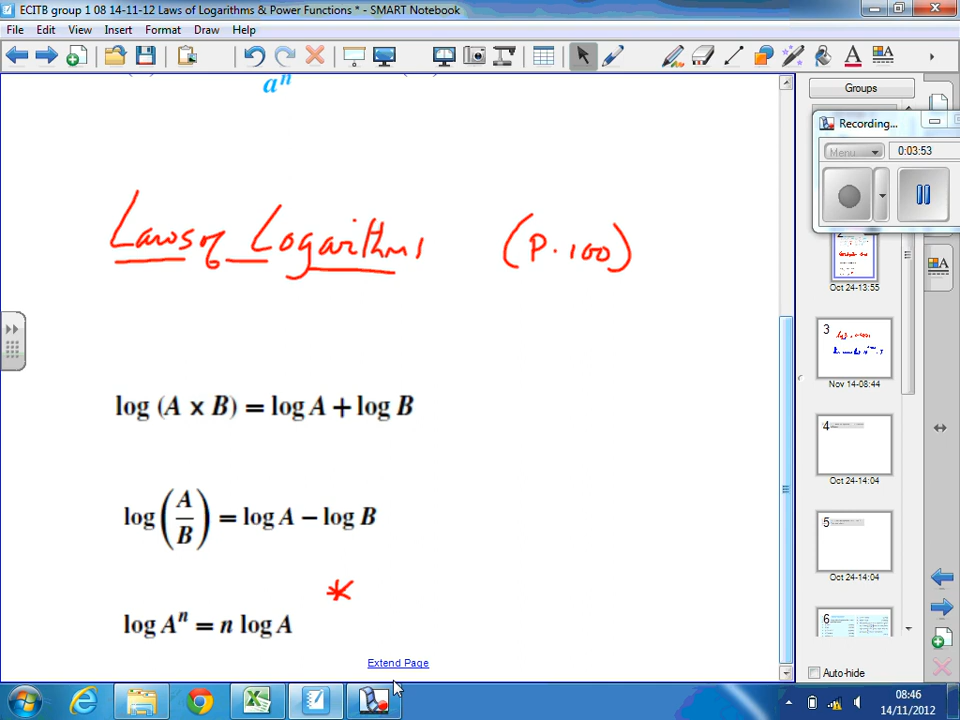 ECITB group 1 08 14-11-12 Laws of Logarithms & Power Functions * - SMART Notebook
File Edit View Insert Format Draw Help
Groups
aⁿ
Recording...
Menu
0:03:53
Laws of Logarithms (P.100)
2
Oct 24-13:55
3
Nov 14-08:44
log (A x B) = log A + log B
4
Oct 24-14:04
log(A/B) = log A − log B
5
Oct 24-14:04
*
log Aⁿ = n log A
6
Extend Page
Auto-hide
08:46
14/11/2012